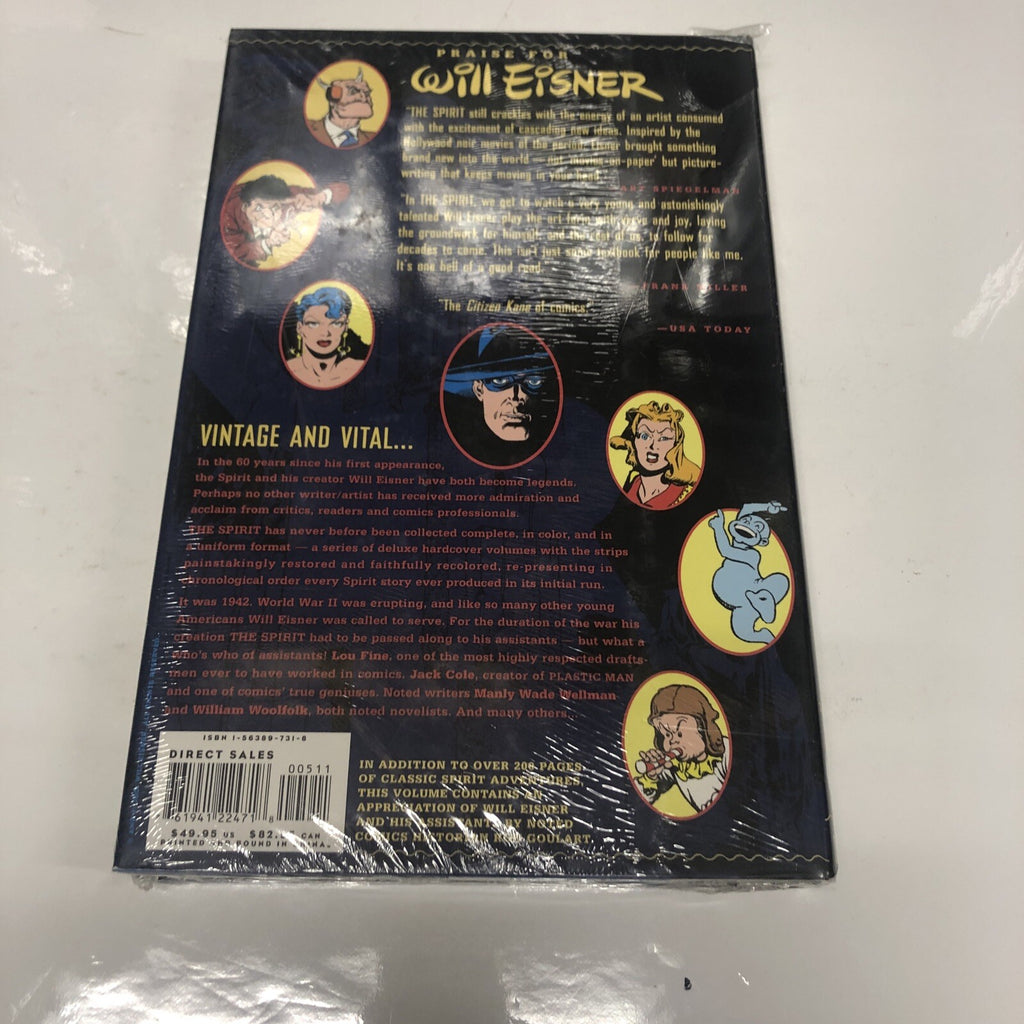 PRAISE FOR
Will EISNER
"THE SPIRIT still crackles with the energy of an artist consumed
with the excitement of cascading new ideas. Inspired by the
Hollywood noir movies of the period, Eisner brought something
brand new into the world — not 'movies-on-paper' but picture-
writing that keeps moving in your head."
ART SPIEGELMAN
"In THE SPIRIT, we get to watch a very young and astonishingly
talented Will Eisner play the art form with verve and joy, laying
the groundwork for himself, and the rest of us, to follow for
decades to come. This isn't just some textbook for people like me.
It's one hell of a good read.
FRANK MILLER
"The Citizen Kane of comics."
—USA TODAY
VINTAGE AND VITAL...
In the 60 years since his first appearance,
the Spirit and his creator Will Eisner have both become legends.
Perhaps no other writer/artist has received more admiration and
acclaim from critics, readers and comics professionals.
THE SPIRIT has never before been collected complete, in color, and in
a uniform format — a series of deluxe hardcover volumes with the strips
painstakingly restored and faithfully recolored, re-presenting in
chronological order every Spirit story ever produced in its initial run.
It was 1942. World War II was erupting, and like so many other young
Americans Will Eisner was called to serve. For the duration of the war his
creation THE SPIRIT had to be passed along to his assistants — but what a
who's who of assistants! Lou Fine, one of the most highly respected drafts-
men ever to have worked in comics. Jack Cole, creator of PLASTIC MAN
and one of comics' true geniuses. Noted writers Manly Wade Wellman
and William Woolfolk, both noted novelists. And many others...
ISBN 1-56389-731-8
DIRECT SALES
00511
61941 22471 8
$49.95 US $82. CAN
PRINTED AND BOUND IN CHINA.
IN ADDITION TO OVER 200 PAGES
OF CLASSIC SPIRIT ADVENTURES,
THIS VOLUME CONTAINS AN
APPRECIATION OF WILL EISNER
AND HIS ASSISTANTS BY NOTED
COMICS HISTORIAN RON GOULART.